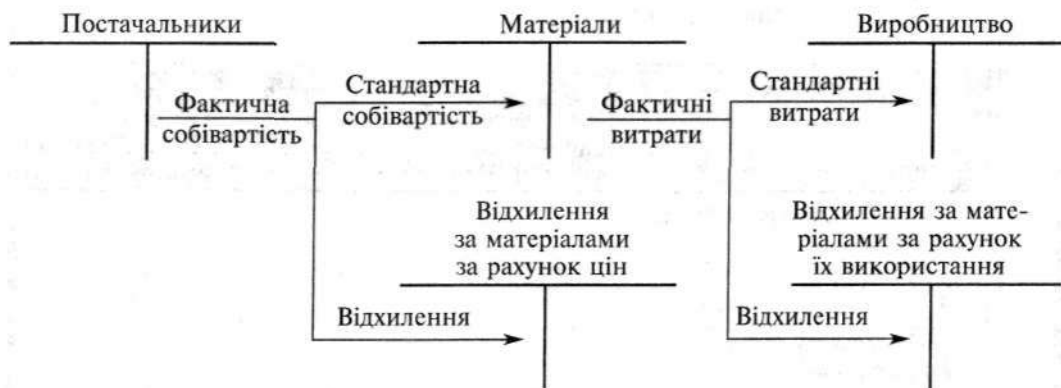 Постачальники
Матеріали
Виробництво
Фактична
собівартість
Стандартна
собівартість
Фактичні
витрати
Стандартні
витрати
Відхилення
за матеріалами
за рахунок цін
Відхилення за мате-
ріалами за рахунок
їх використання
Відхилення
Відхилення